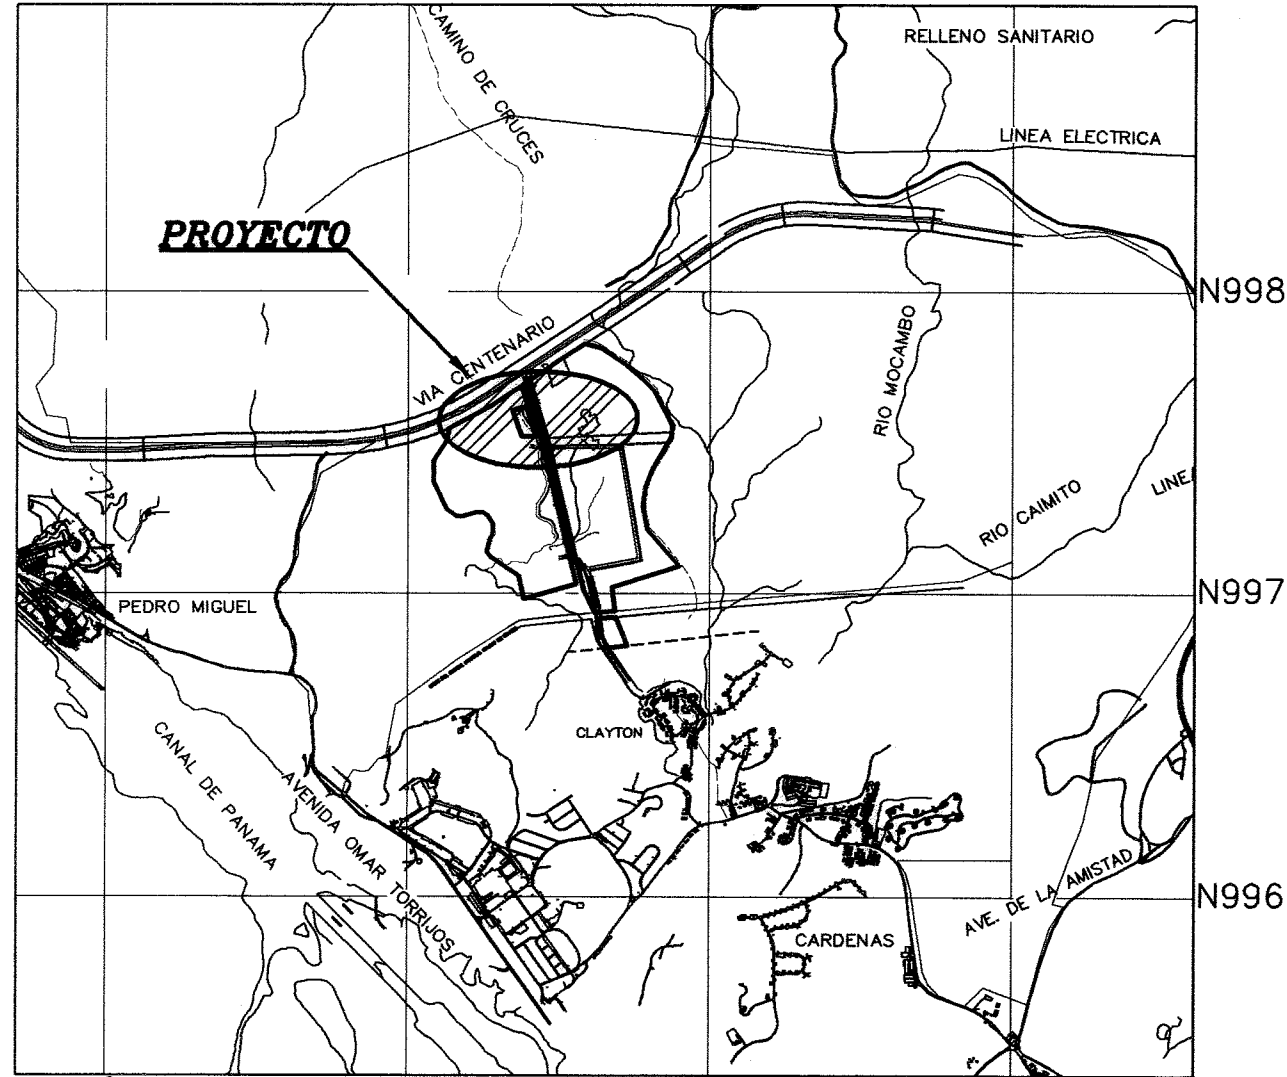 CAMINO DE CRUCES
RELLENO SANITARIO
LINEA ELECTRICA
PROYECTO
N998
VIA CENTENARIO
RIO MOCAMBO
LINEA
RIO CAIMITO
N997
PEDRO MIGUEL
CLAYTON
CANAL DE PANAMA
AVENIDA OMAR TORRIJOS
AVE. DE LA AMISTAD
N996
CARDENAS